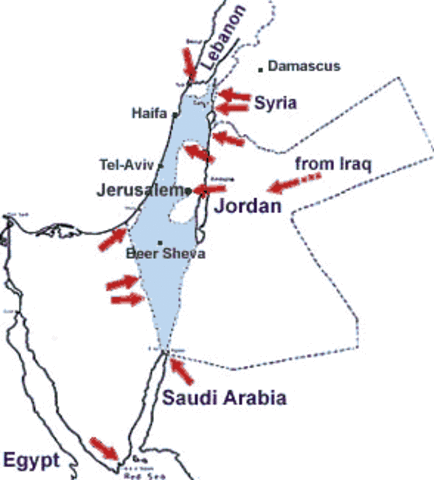 Lebanon
Damascus
Syria
Haifa
Tel-Aviv
from Iraq
Jerusalem
Jordan
Beer Sheva
Saudi Arabia
Egypt
Red Sea